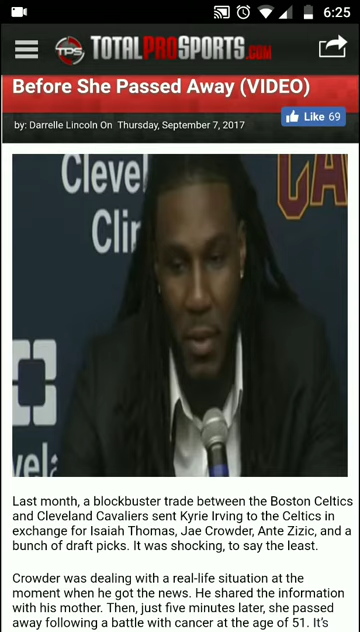 6:25
TPS TOTALPROSPORTS.COM
Before She Passed Away (VIDEO)
by: Darrelle Lincoln On Thursday, September 7, 2017
Like 69
Clevel
CA
Clin
vela
Last month, a blockbuster trade between the Boston Celtics
and Cleveland Cavaliers sent Kyrie Irving to the Celtics in
exchange for Isaiah Thomas, Jae Crowder, Ante Zizic, and a
bunch of draft picks. It was shocking, to say the least.
Crowder was dealing with a real-life situation at the
moment when he got the news. He shared the information
with his mother. Then, just five minutes later, she passed
away following a battle with cancer at the age of 51. It's